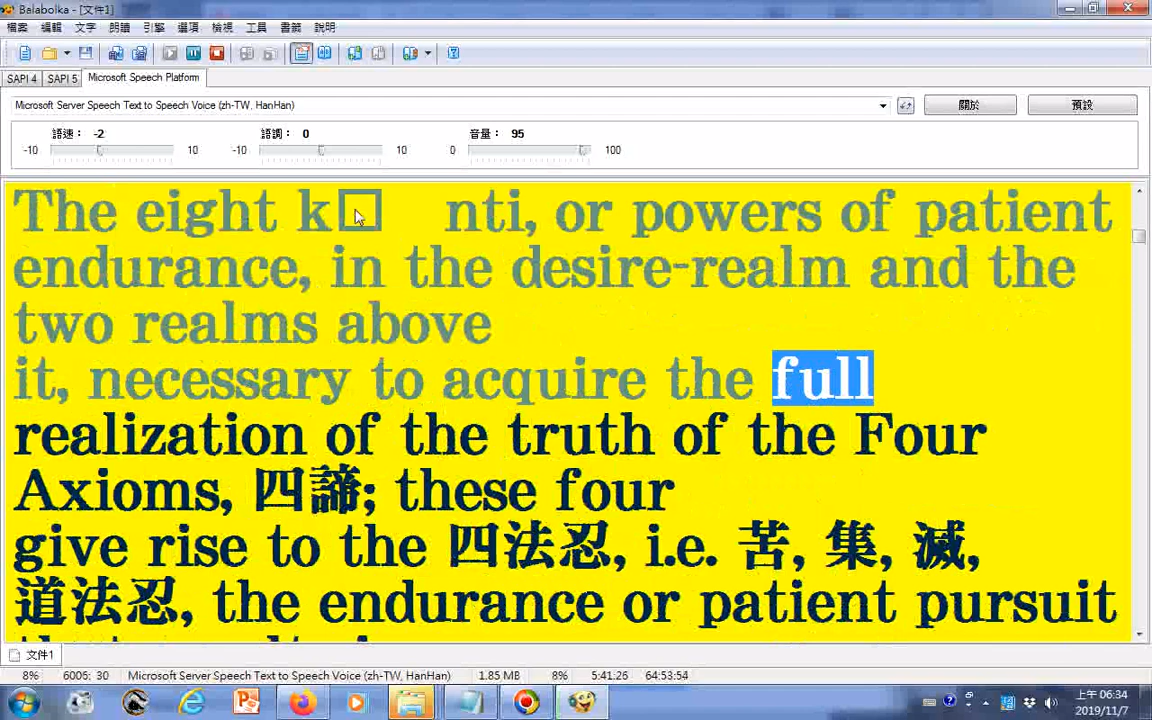 Balabolka - [文件1]
檔案 編輯 文字 朗讀 引擎 選項 檢視 工具 書籤 說明
SAPI 4 SAPI 5 Microsoft Speech Platform
Microsoft Server Speech Text to Speech Voice (zh-TW, HanHan) 關於 預設
語速： -2 語調： 0 音量： 95
-10 10 -10 10 0 100
The eight k□ nti, or powers of patient
endurance, in the desire-realm and the
two realms above
it, necessary to acquire the full
realization of the truth of the Four
Axioms, 四諦; these four
give rise to the 四法忍, i.e. 苦, 集, 滅,
道法忍, the endurance or patient pursuit
文件1
8% 6006: 30 Microsoft Server Speech Text to Speech Voice (zh-TW, HanHan) 1.85 MB 8% 5:41:26 64:53:54
上午 06:34
2019/11/7